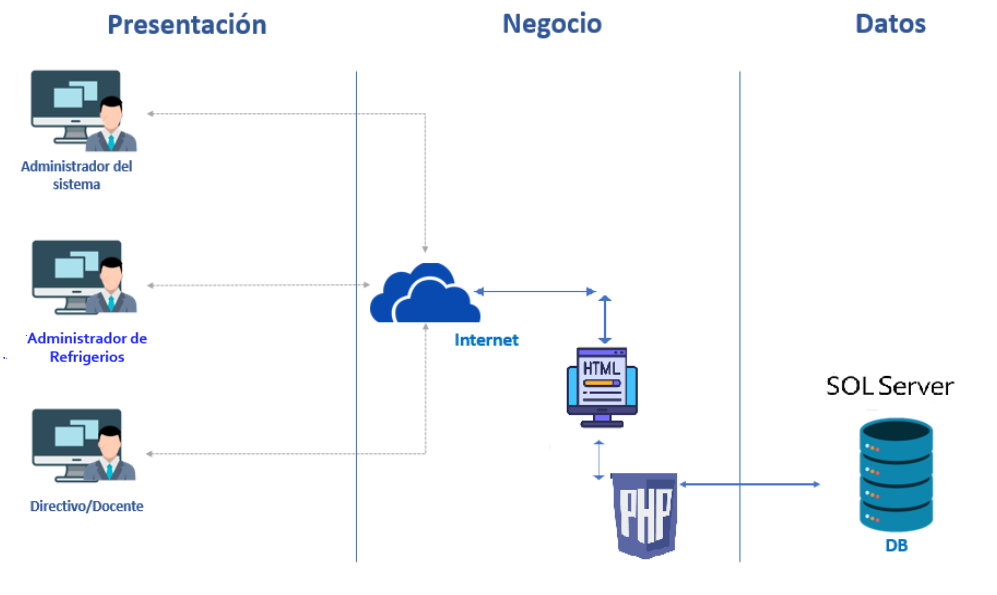 Presentación
Negocio
Datos
Administrador del
sistema
Administrador de
Refrigerios
Internet
HTML
SOL Server
Directivo/Docente
PHP
DB